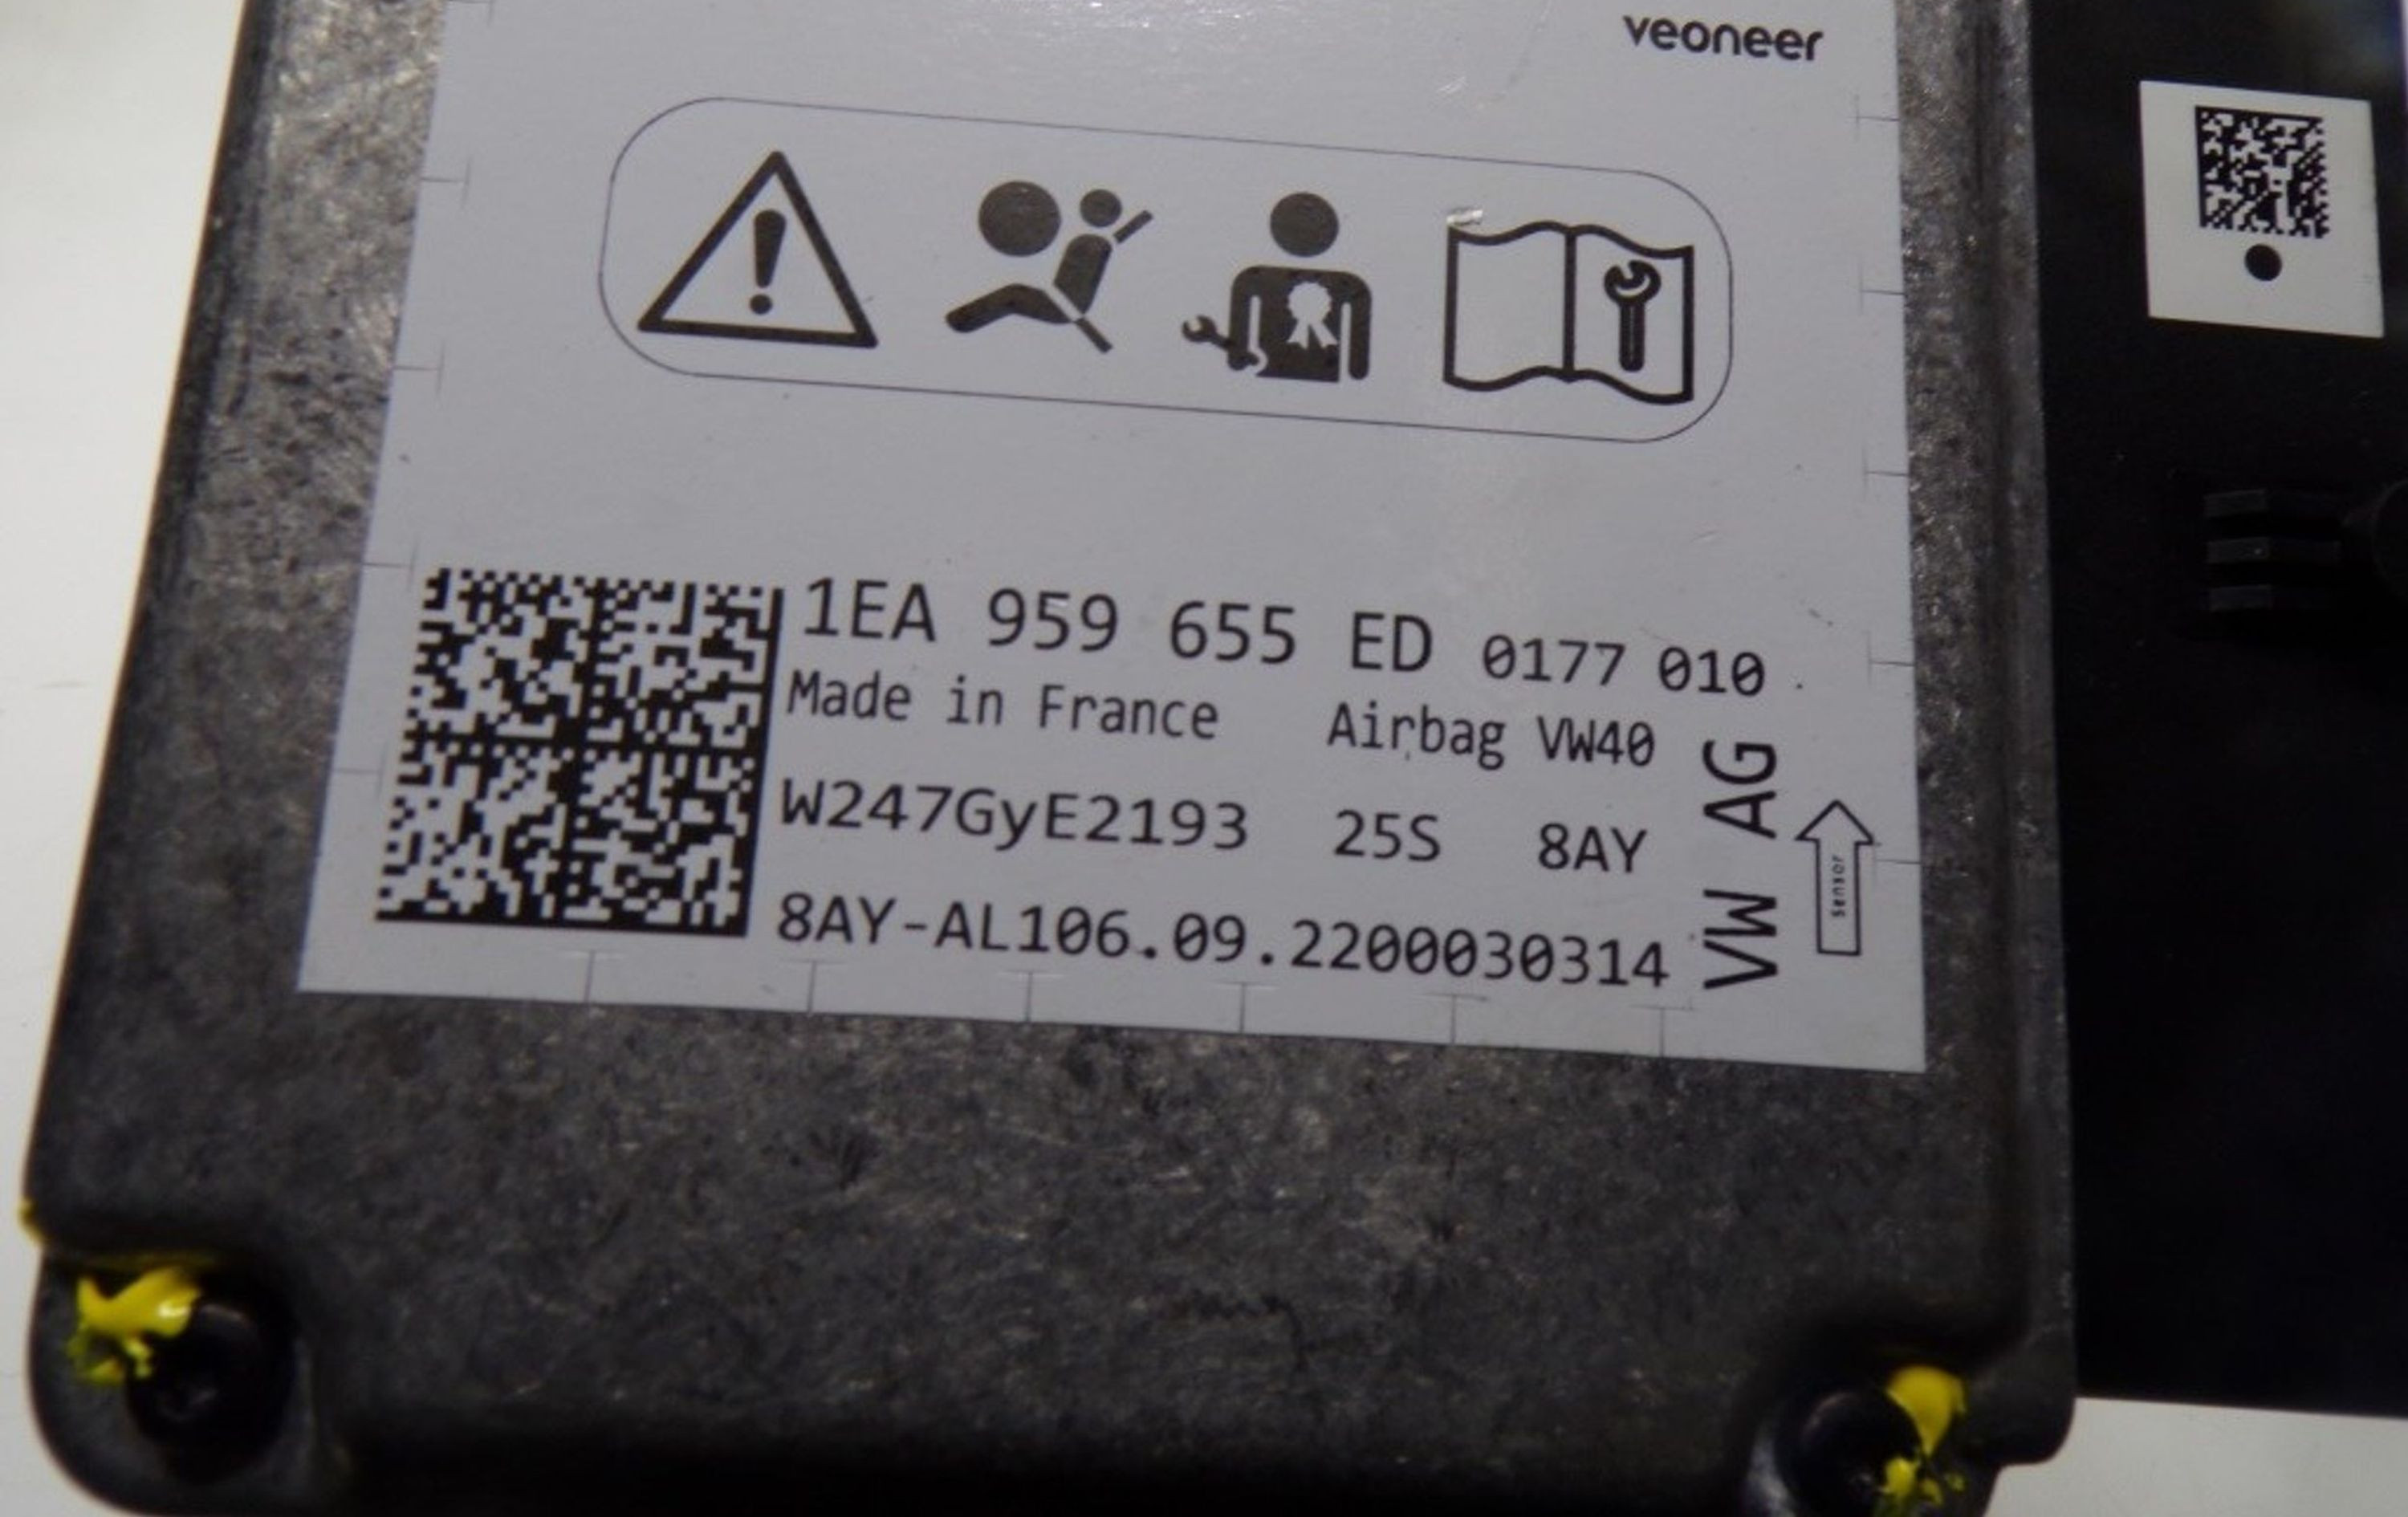 veoneer
1EA 959 655 ED 0177 010
Made in France Airbag VW40
W247GyE2193 25S 8AY
8AY-AL106.09.2200030314
VW AG
Sensor